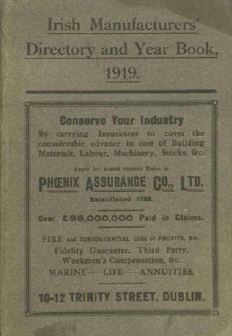 Irish Manufacturers'
Directory and Year Book,
1919.
Conserve Your Industry
By carrying Insurances to cover the
considerable advance in cost of Building
Materials, Labour, Machinery, Stocks, &c.
Apply for lowest current Rates to
PHŒNIX ASSURANCE CO., LTD.
Established 1782.
Over £98,000,000 Paid in Claims.
FIRE and CONSEQUENTIAL LOSS of PROFITS, &c.
Fidelity Guarantee, Third Party,
Workmen's Compensation, &c.
MARINE— LIFE— ANNUITIES.
10-12 TRINITY STREET, DUBLIN.